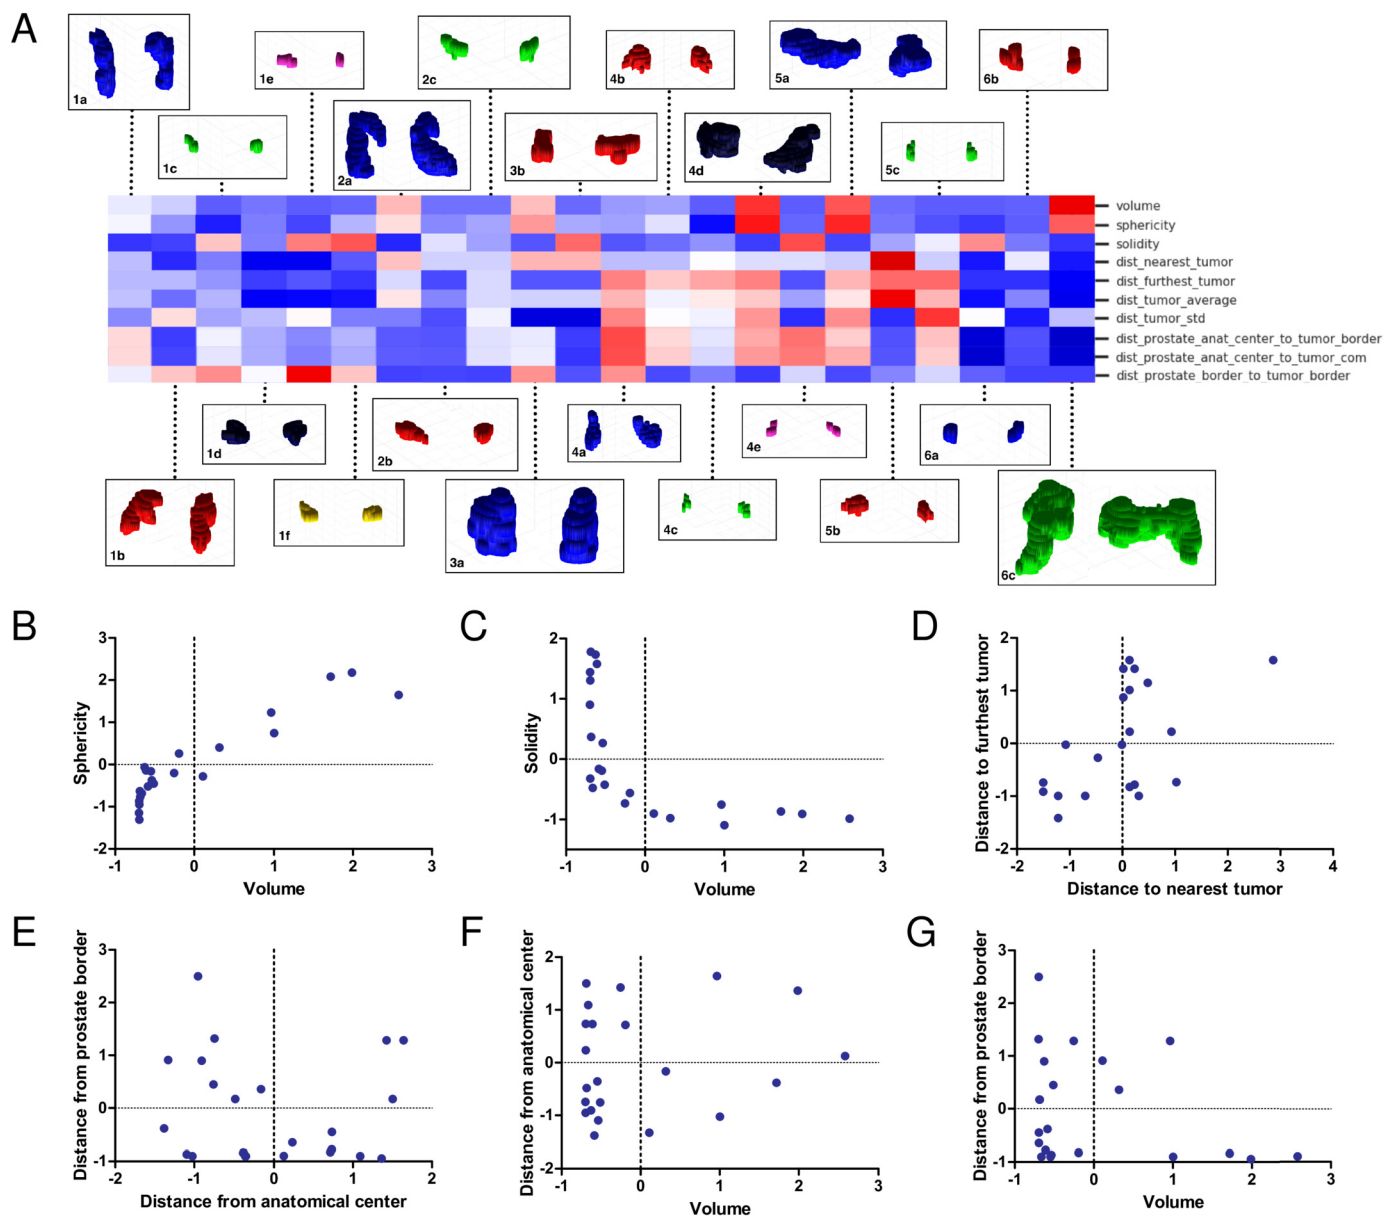 A
1a
1e
2c
4b
5a
6b
1c
2a
3b
4d
5c
volume
sphericity
solidity
dist_nearest_tumor
dist_furthest_tumor
dist_tumor_average
dist_tumor_std
dist_prostate_anat_center_to_tumor_border
dist_prostate_anat_center_to_tumor_com
dist_prostate_border_to_tumor_border
1d
2b
4a
4e
6a
1b
1f
3a
4c
5b
6c
B
3
2
1
0
-1
-2
Sphericity
-1 0 1 2 3
Volume
C
2
1
0
-1
Solidity
-1 0 1 2 3
Volume
D
2
1
0
-1
-2
Distance to furthest tumor
-2 -1 0 1 2 3 4
Distance to nearest tumor
E
3
2
1
0
-1
Distance from prostate border
-2 -1 0 1 2
Distance from anatomical center
F
2
1
0
-1
-2
Distance from anatomical center
-1 0 1 2 3
Volume
G
3
2
1
0
-1
Distance from prostate border
-1 0 1 2 3
Volume